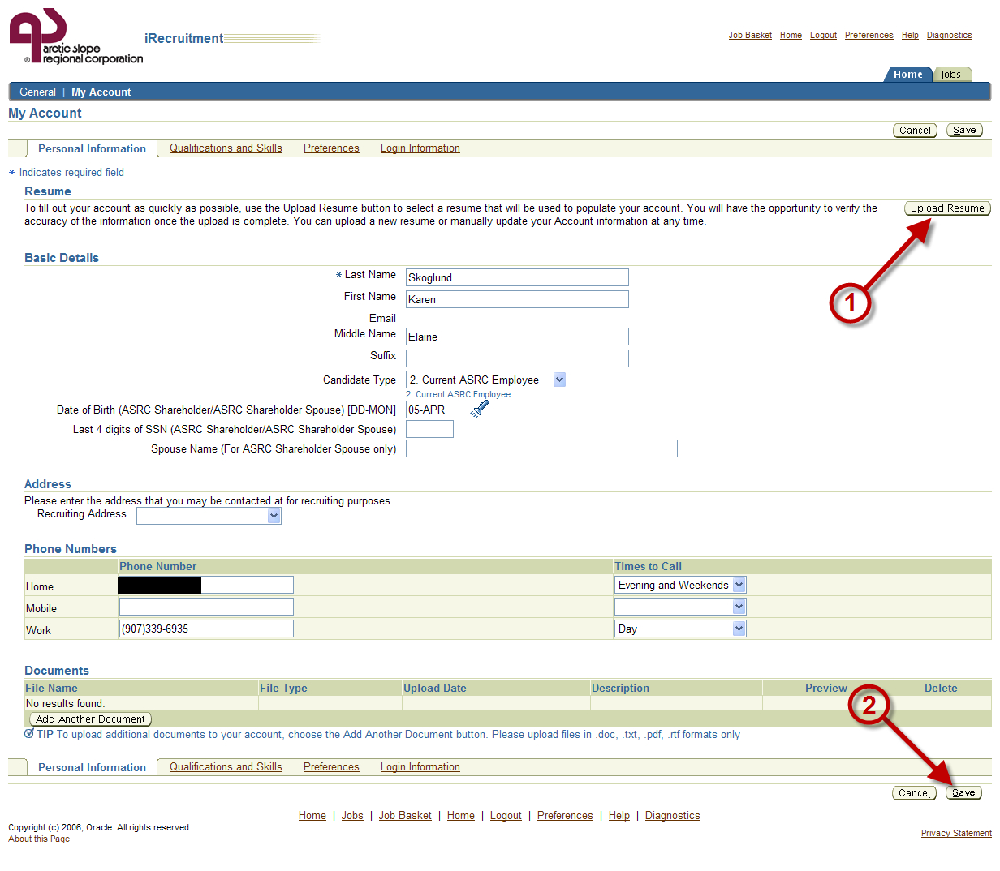 arctic slope
® regional corporation
iRecruitment
Job Basket Home Logout Preferences Help Diagnostics
Home Jobs
General | My Account
My Account
Cancel Save
Personal Information Qualifications and Skills Preferences Login Information
* Indicates required field
Resume
To fill out your account as quickly as possible, use the Upload Resume button to select a resume that will be used to populate your account. You will have the opportunity to verify the
accuracy of the information once the upload is complete. You can upload a new resume or manually update your Account information at any time.
Upload Resume
1
Basic Details
* Last Name Skoglund
First Name Karen
Email
Middle Name Elaine
Suffix
Candidate Type 2. Current ASRC Employee
2. Current ASRC Employee
Date of Birth (ASRC Shareholder/ASRC Shareholder Spouse) [DD-MON] 05-APR
Last 4 digits of SSN (ASRC Shareholder/ASRC Shareholder Spouse)
Spouse Name (For ASRC Shareholder Spouse only)
Address
Please enter the address that you may be contacted at for recruiting purposes.
Recruiting Address
Phone Numbers
Phone Number Times to Call
Home Evening and Weekends
Mobile
Work (907)339-6935 Day
Documents
File Name File Type Upload Date Description Preview Delete
No results found.
2
Add Another Document
TIP To upload additional documents to your account, choose the Add Another Document button. Please upload files in .doc, .txt, .pdf, .rtf formats only
Personal Information Qualifications and Skills Preferences Login Information
Cancel Save
Home | Jobs | Job Basket | Home | Logout | Preferences | Help | Diagnostics
Copyright (c) 2006, Oracle. All rights reserved.
About this Page
Privacy Statement